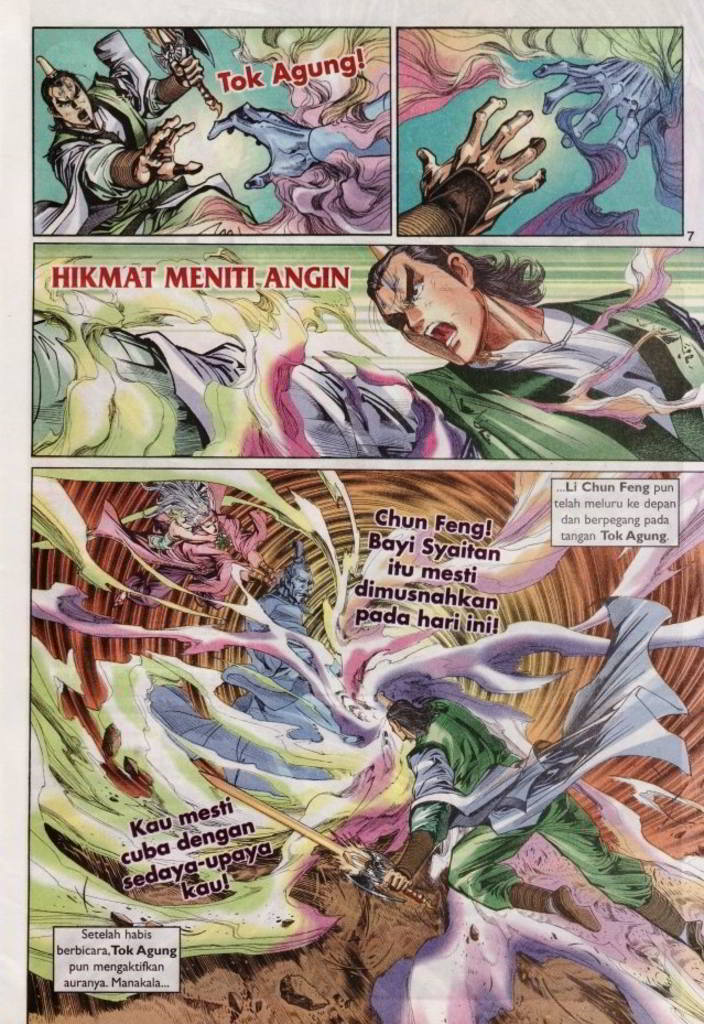 Tok Agung!
7
HIKMAT MENITI ANGIN
...Li Chun Feng pun
telah meluru ke depan
dan berpegang pada
tangan Tok Agung.
Chun Feng!
Bayi Syaitan
itu mesti
dimusnahkan
pada hari ini!
Kau mesti
cuba dengan
sedaya-upaya
kau!
Setelah habis
berbicara, Tok Agung
pun mengaktifkan
auranya. Manakala...